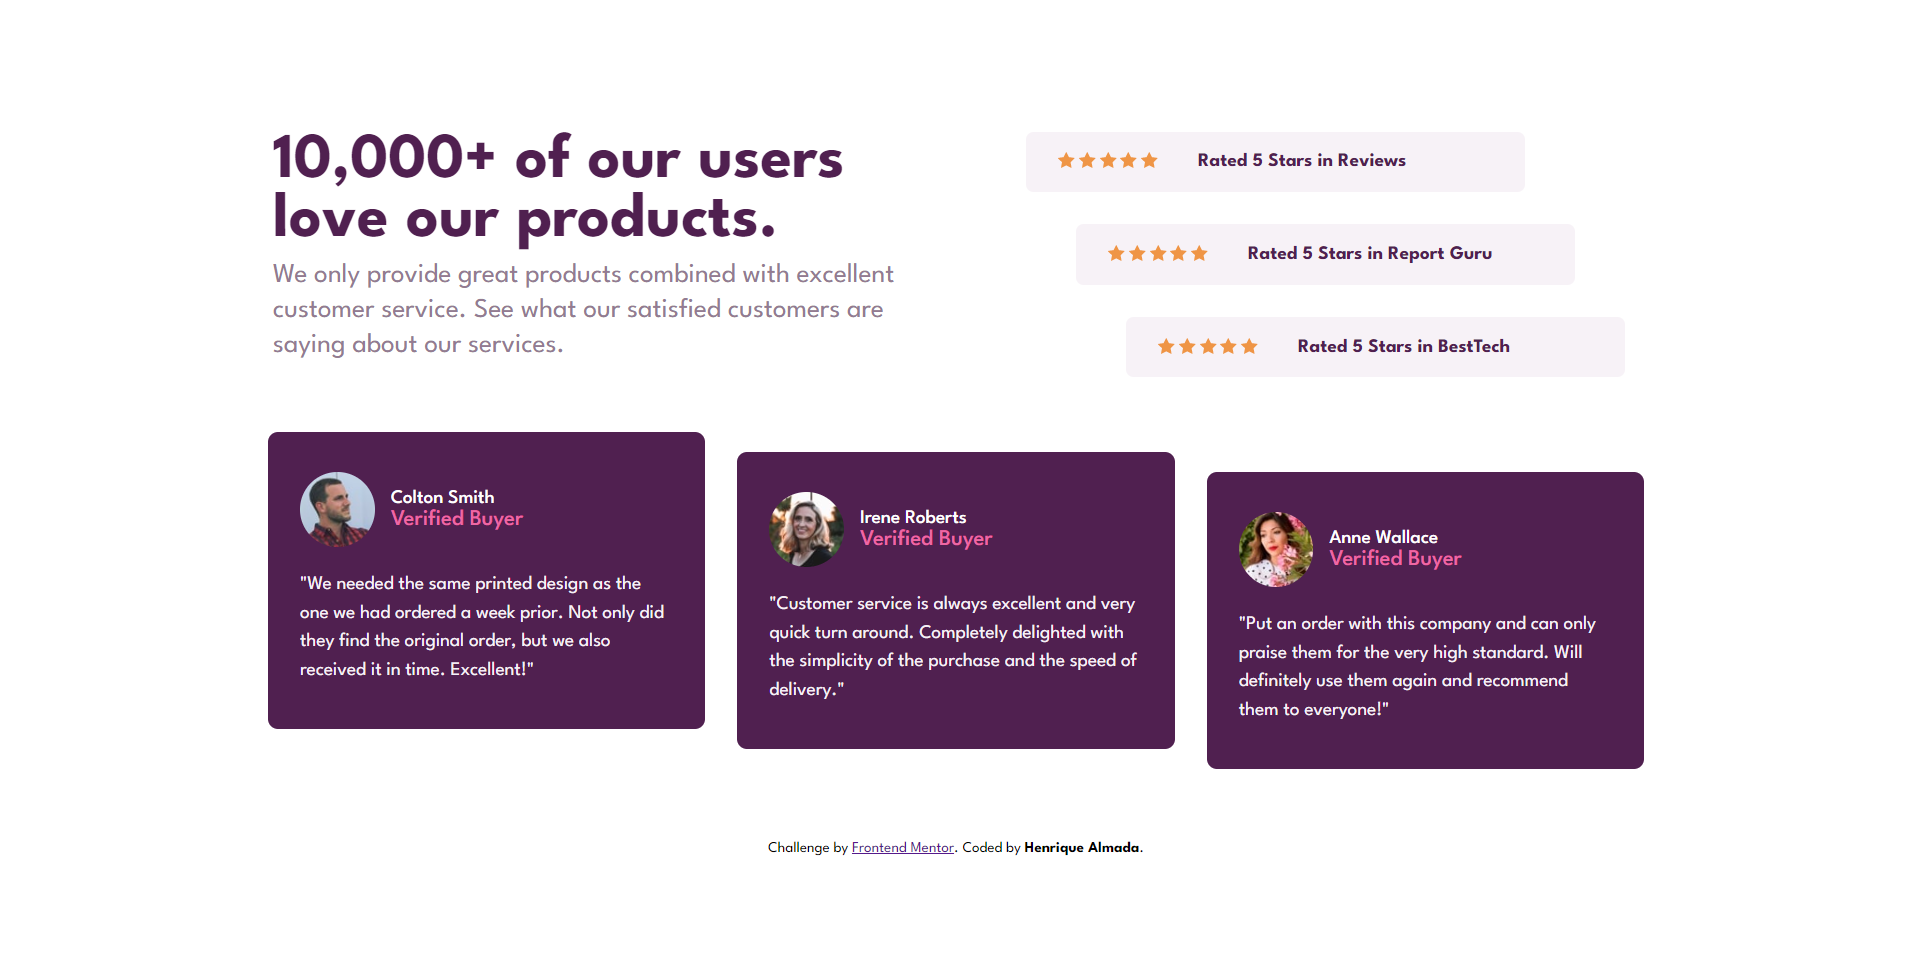 10,000+ of our users
love our products.
We only provide great products combined with excellent
customer service. See what our satisfied customers are
saying about our services.
Rated 5 Stars in Reviews
Rated 5 Stars in Report Guru
Rated 5 Stars in BestTech
Colton Smith
Verified Buyer
"We needed the same printed design as the
one we had ordered a week prior. Not only did
they find the original order, but we also
received it in time. Excellent!"
Irene Roberts
Verified Buyer
"Customer service is always excellent and very
quick turn around. Completely delighted with
the simplicity of the purchase and the speed of
delivery."
Anne Wallace
Verified Buyer
"Put an order with this company and can only
praise them for the very high standard. Will
definitely use them again and recommend
them to everyone!"
Challenge by Frontend Mentor. Coded by Henrique Almada.